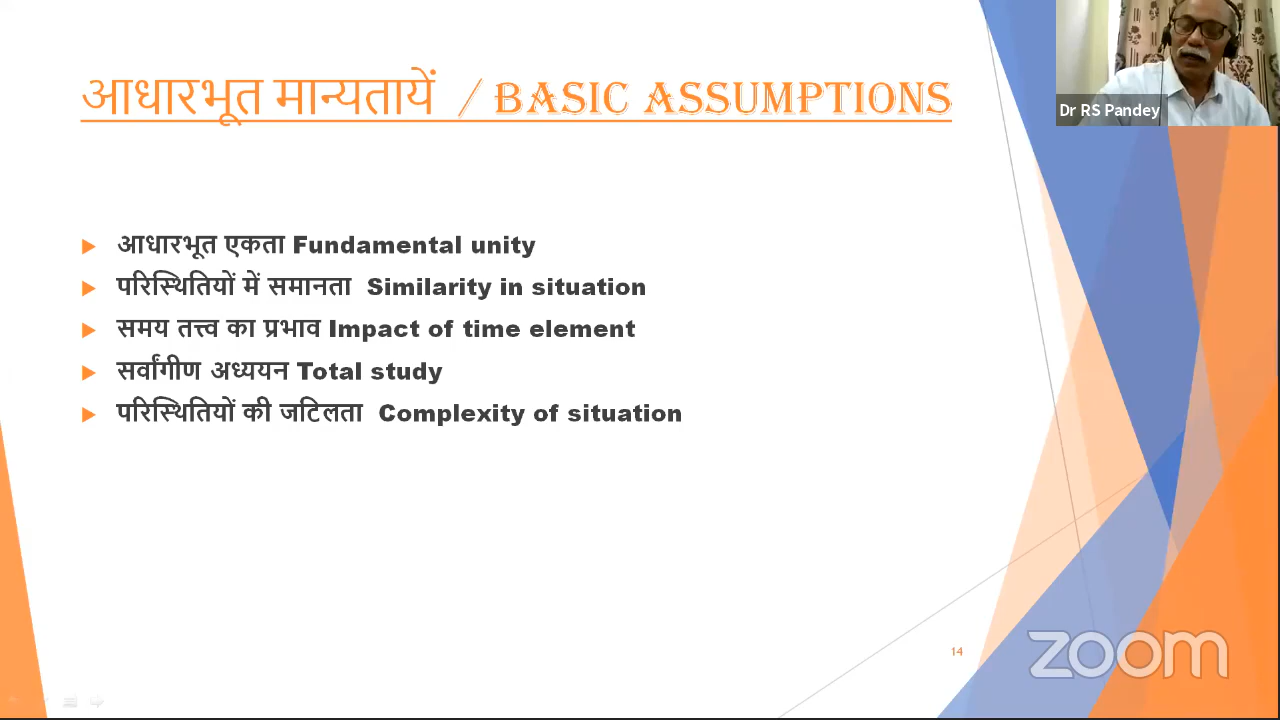 आधारभूत मान्यतायें / BASIC ASSUMPTIONS
Dr RS Pandey
आधारभूत एकता Fundamental unity
परिस्थितियों में समानता Similarity in situation
समय तत्त्व का प्रभाव Impact of time element
सर्वांगीण अध्ययन Total study
परिस्थितियों की जटिलता Complexity of situation
14
zoom